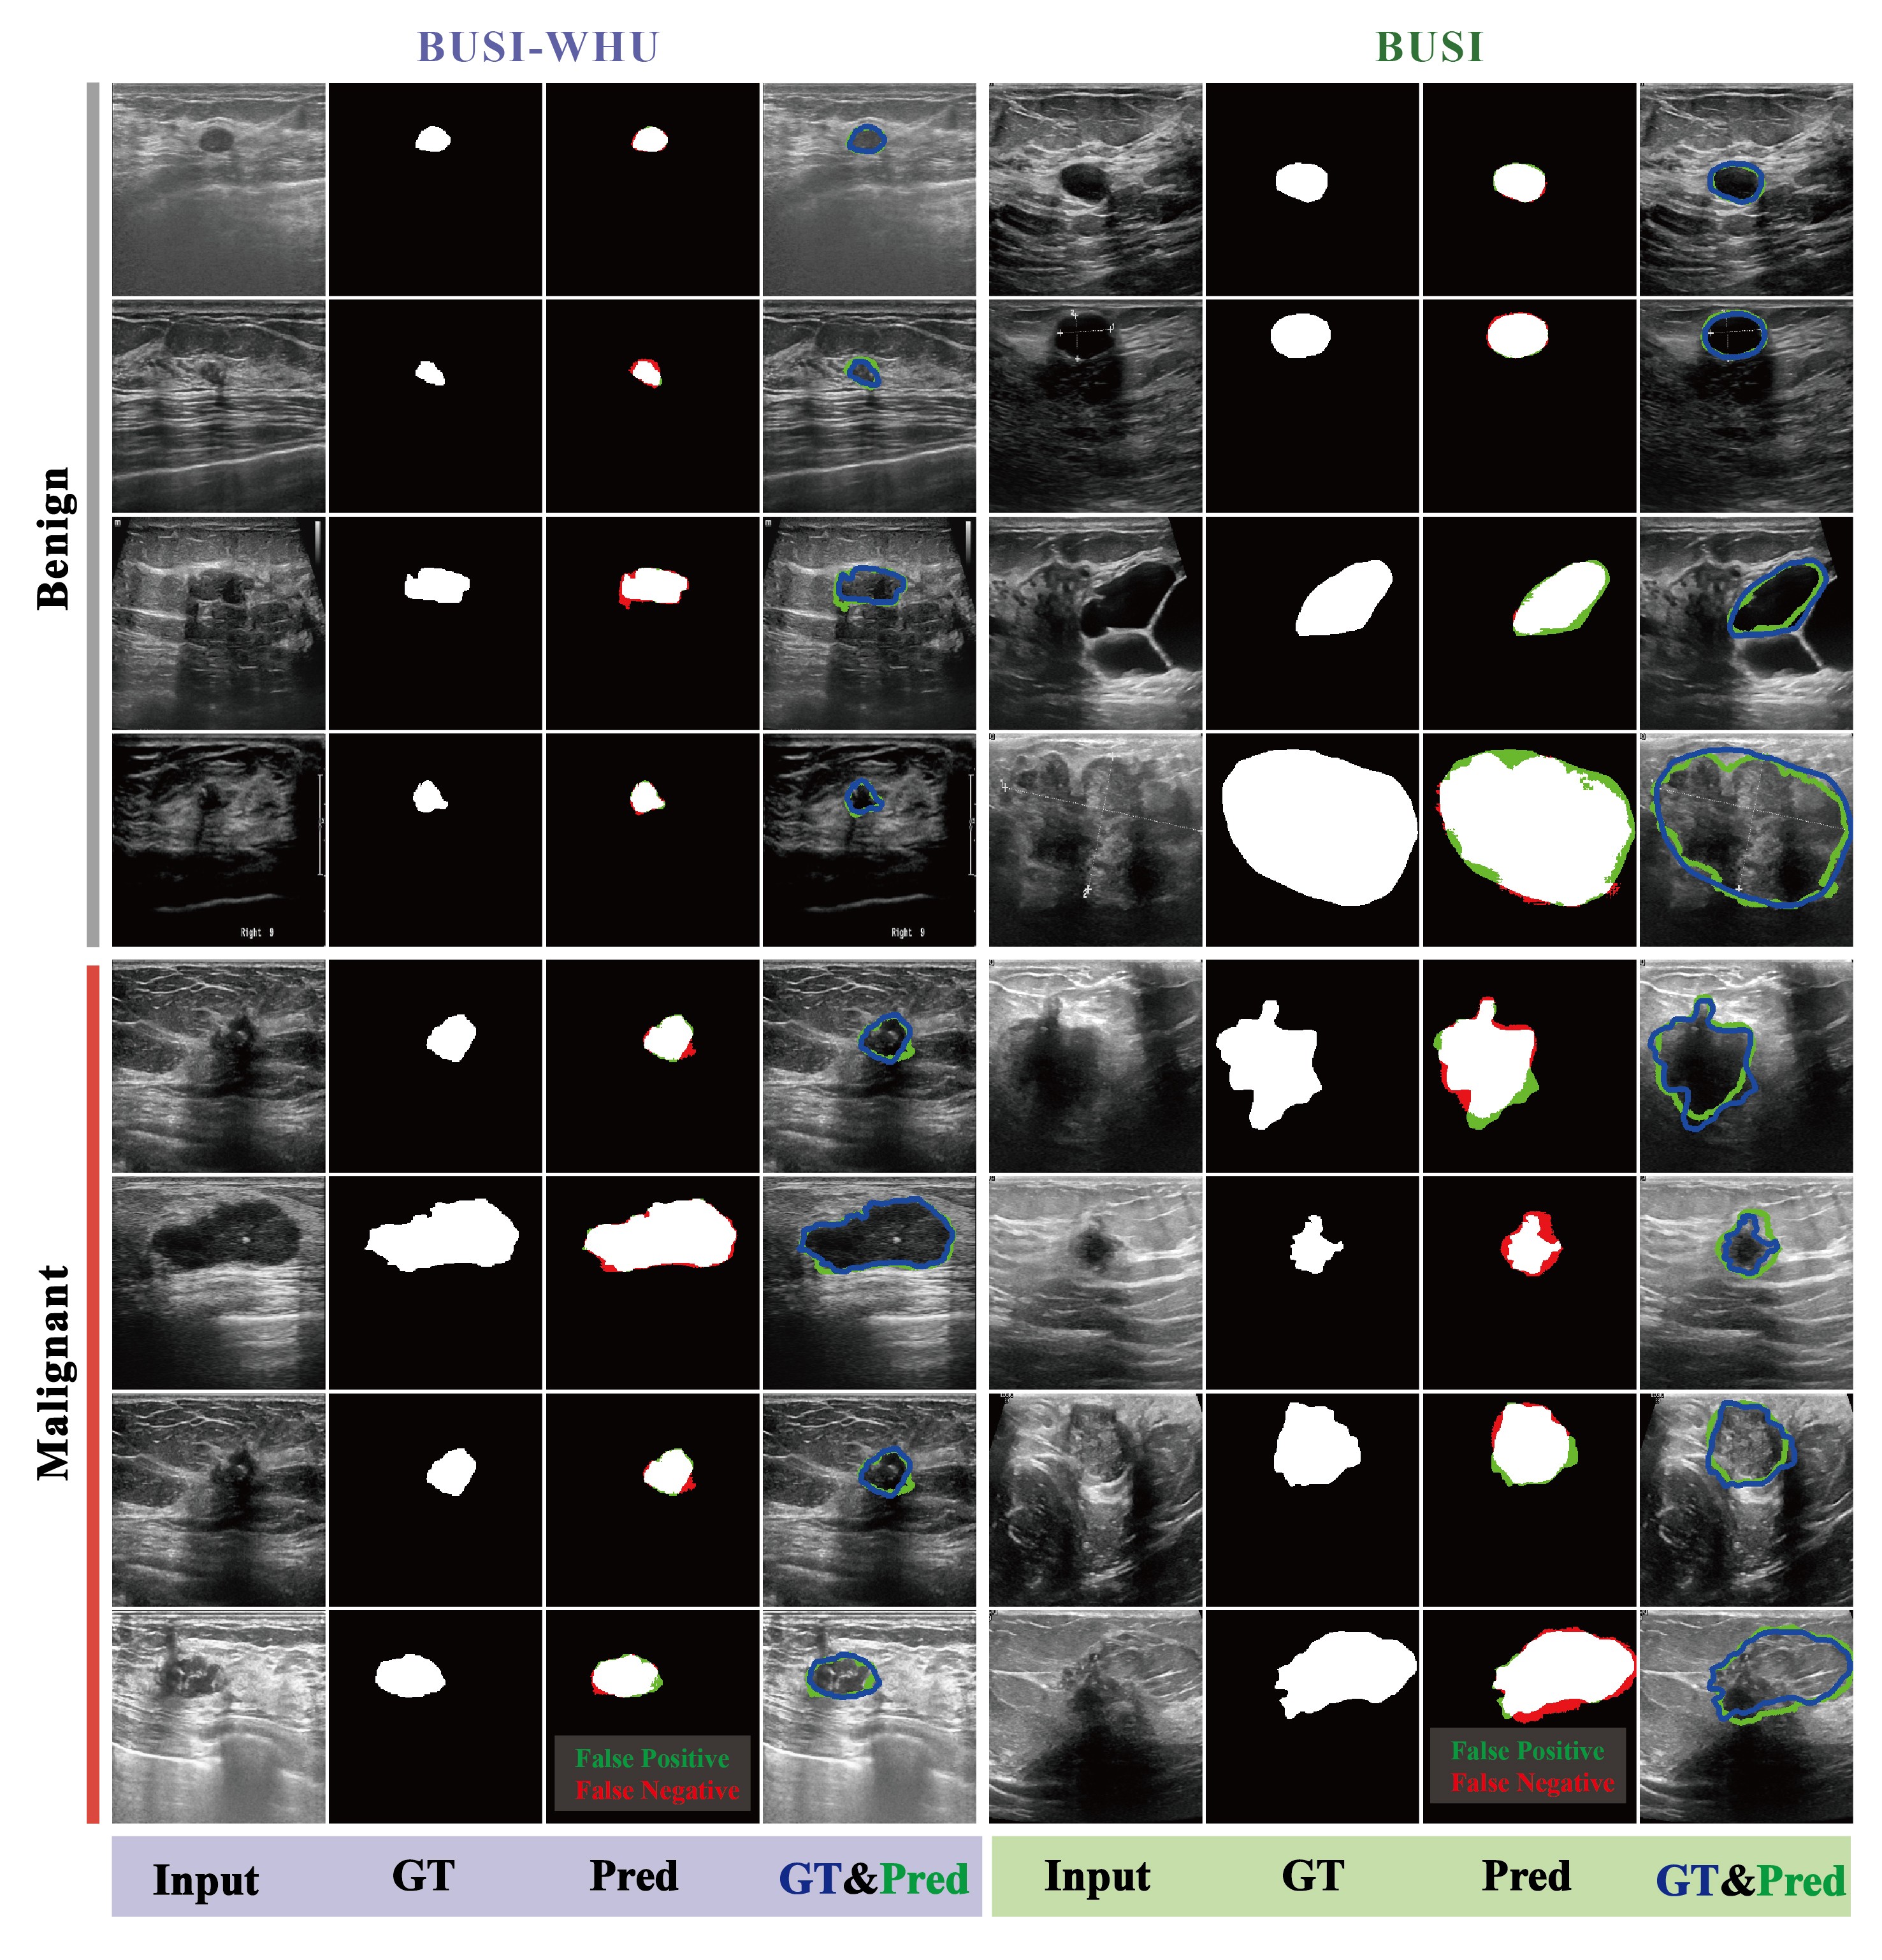 BUSI-WHU
BUSI
Benign
Right 9
Right 9
Malignant
False Positive
False Negative
False Positive
False Negative
Input
GT
Pred
GT&Pred
Input
GT
Pred
GT&Pred